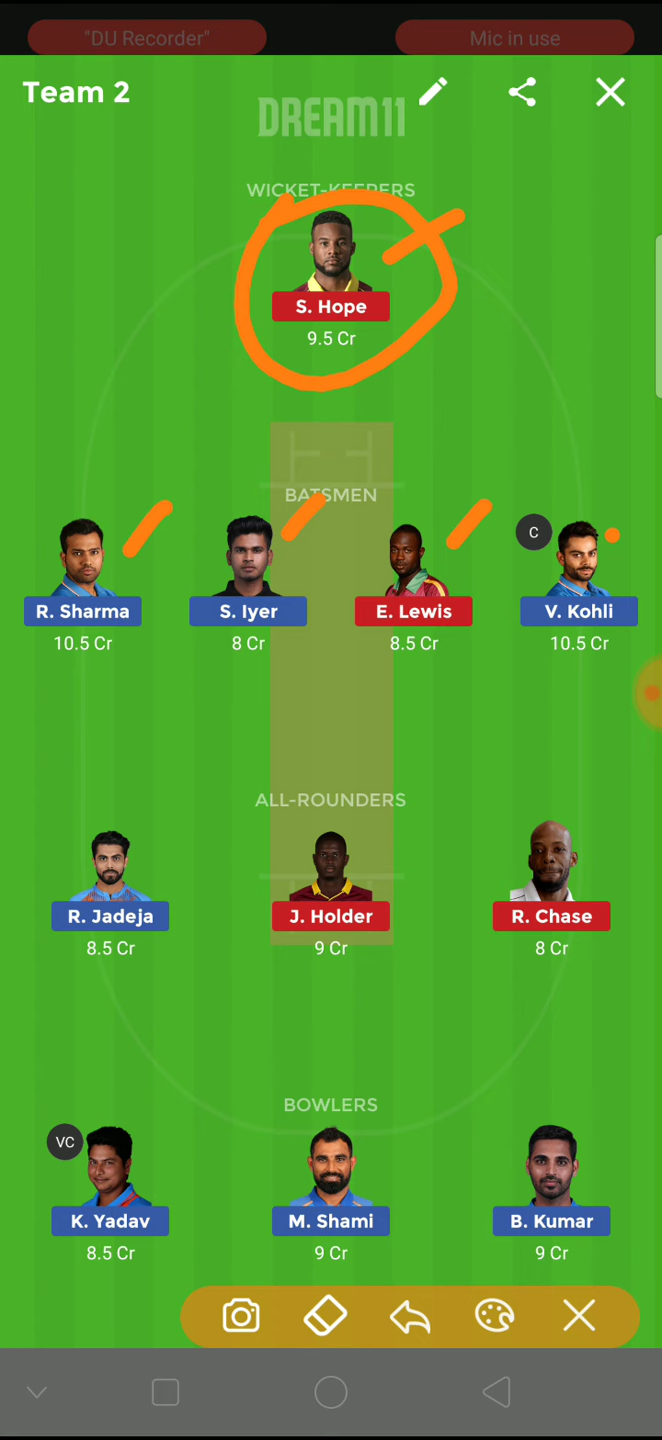 "DU Recorder" Mic in use
Team 2
DREAM11
WICKET-KEEPERS
S. Hope
9.5 Cr
BATSMEN
C
R. Sharma S. Iyer E. Lewis V. Kohli
10.5 Cr 8 Cr 8.5 Cr 10.5 Cr
ALL-ROUNDERS
R. Jadeja J. Holder R. Chase
8.5 Cr 9 Cr 8 Cr
BOWLERS
VC
K. Yadav M. Shami B. Kumar
8.5 Cr 9 Cr 9 Cr